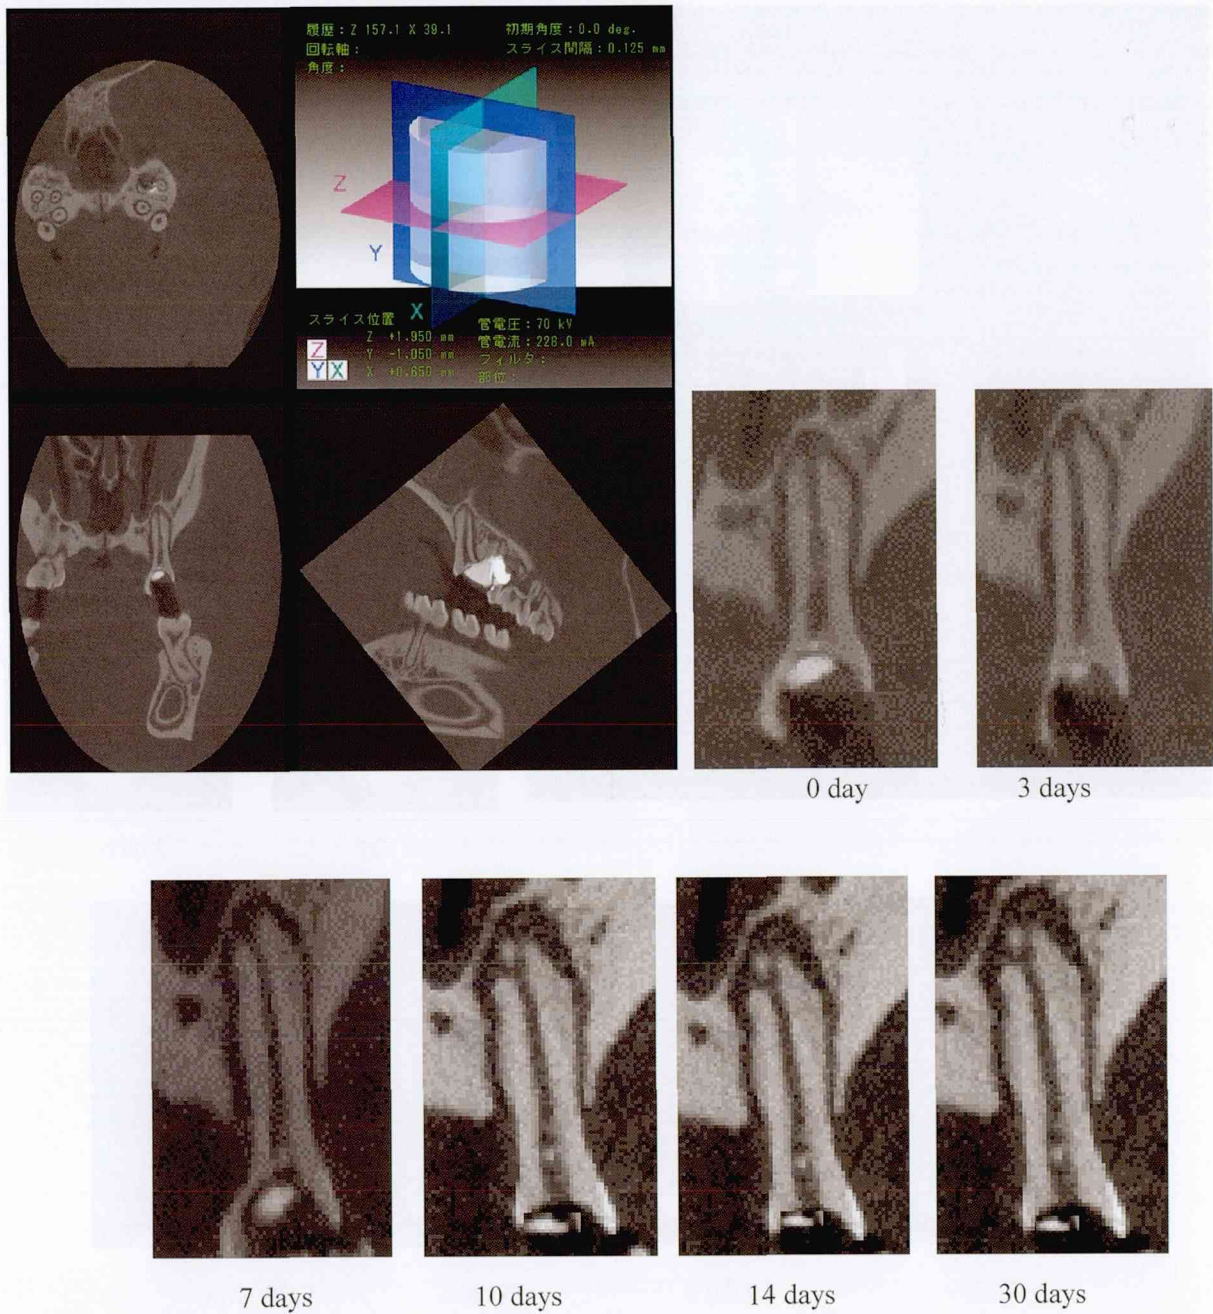 履歴:Z 157.1 X 39.1
初期角度:0.0 deg.
回転軸:
スライス間隔:0.125 mm
角度:
Z
Y
X
スライス位置
管電圧:70 kV
Z +1.950 mm
管電流:228.0 mA
Z
Y -1.050 mm
フィルタ:
YX
X +0.650 mm
部位:
0 day
3 days
7 days
10 days
14 days
30 days